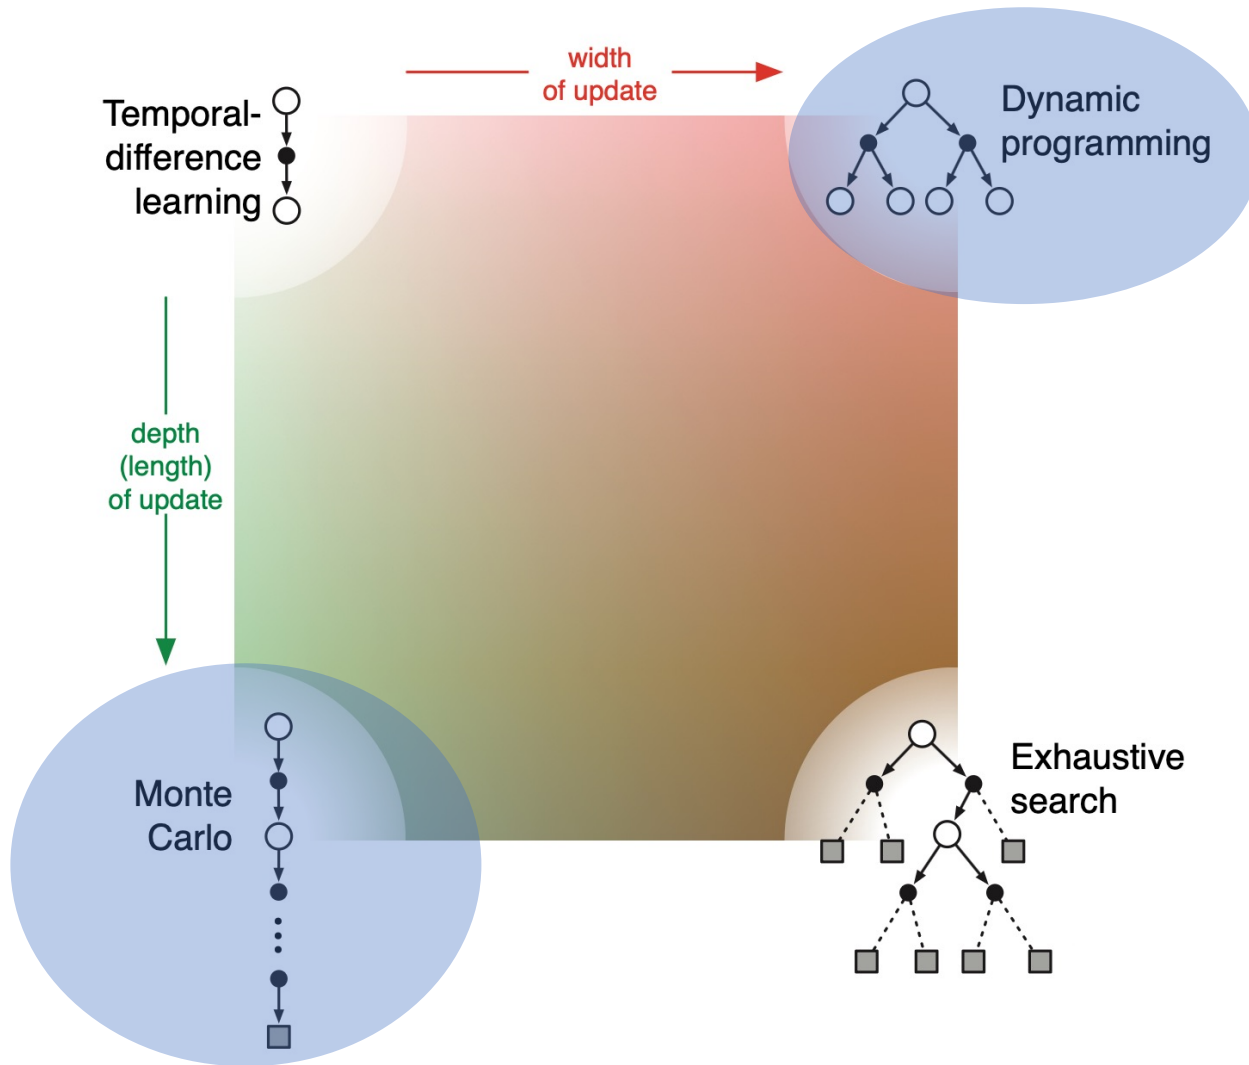 width
of update
Temporal-
difference
learning
Dynamic
programming
depth
(length)
of update
Monte
Carlo
Exhaustive
search